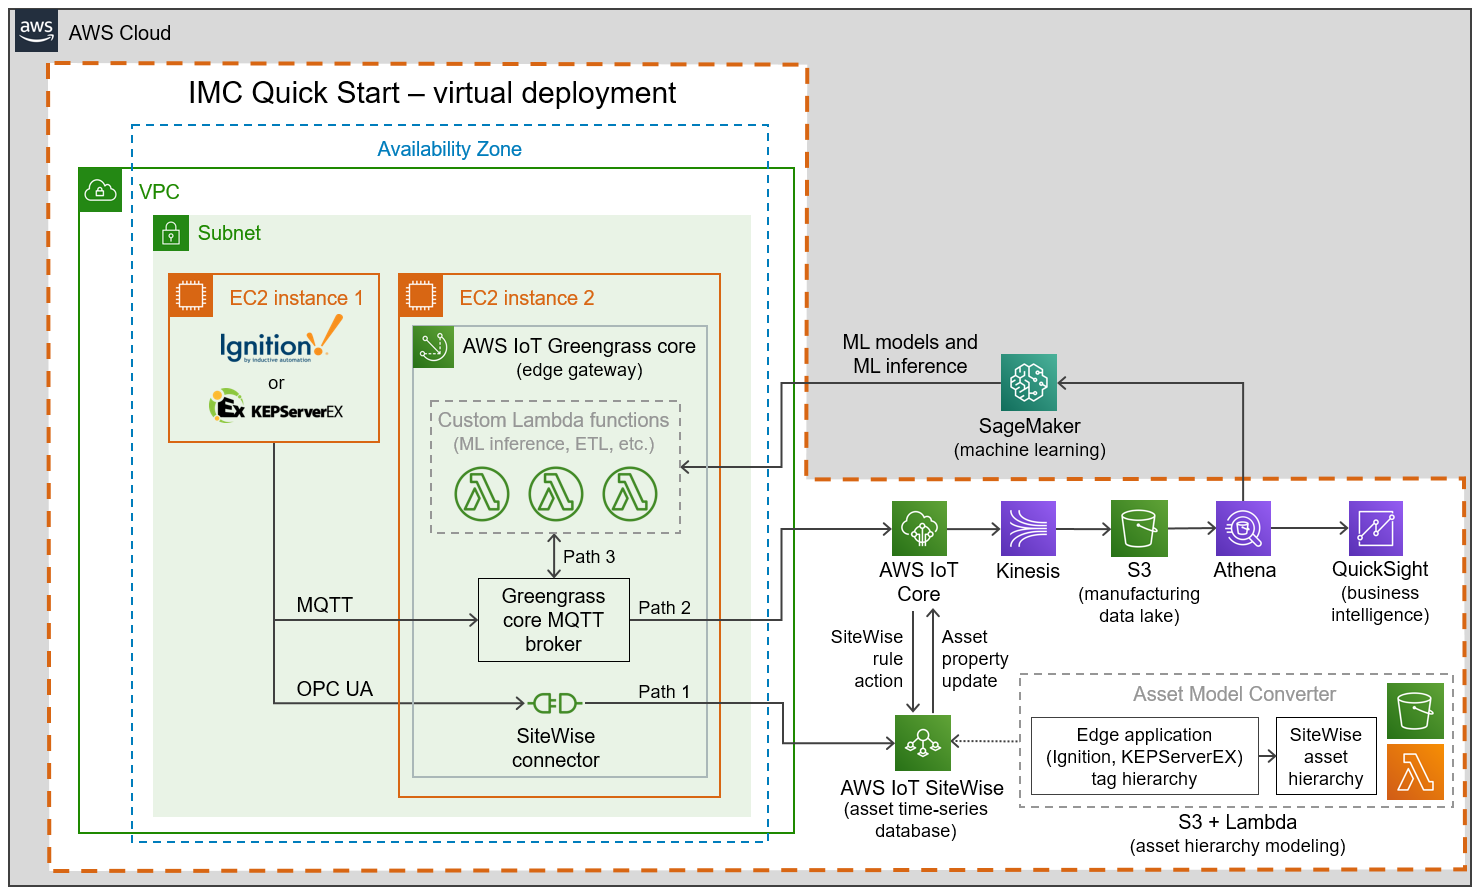 aws
AWS Cloud
IMC Quick Start – virtual deployment
Availability Zone
VPC
Subnet
EC2 instance 1
Ignition!
by inductive automation
or
Ex KEPServerEX
EC2 instance 2
AWS IoT Greengrass core
(edge gateway)
Custom Lambda functions
(ML inference, ETL, etc.)
Path 3
MQTT
Greengrass
core MQTT
broker
Path 2
OPC UA
Path 1
SiteWise
connector
ML models and
ML inference
SageMaker
(machine learning)
AWS IoT
Core
Kinesis
S3
(manufacturing
data lake)
Athena
QuickSight
(business
intelligence)
SiteWise
rule
action
Asset
property
update
AWS IoT SiteWise
(asset time-series
database)
Asset Model Converter
Edge application
(Ignition, KEPServerEX)
tag hierarchy
SiteWise
asset
hierarchy
S3 + Lambda
(asset hierarchy modeling)